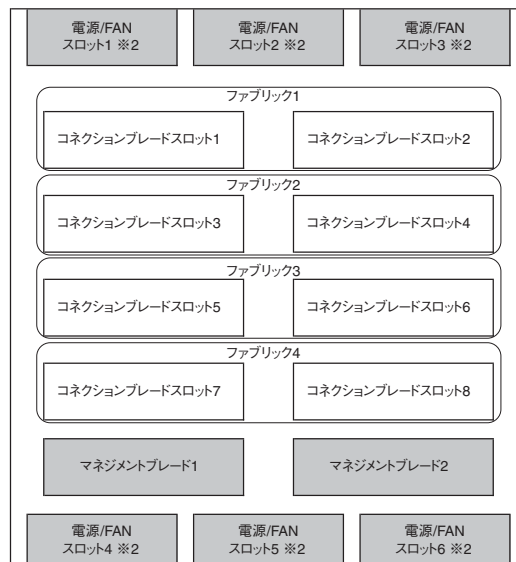 電源/FAN
スロット1 ※2
電源/FAN
スロット2 ※2
電源/FAN
スロット3 ※2
ファブリック1
コネクションブレードスロット1
コネクションブレードスロット2
ファブリック2
コネクションブレードスロット3
コネクションブレードスロット4
ファブリック3
コネクションブレードスロット5
コネクションブレードスロット6
ファブリック4
コネクションブレードスロット7
コネクションブレードスロット8
マネジメントブレード1
マネジメントブレード2
電源/FAN
スロット4 ※2
電源/FAN
スロット5 ※2
電源/FAN
スロット6 ※2